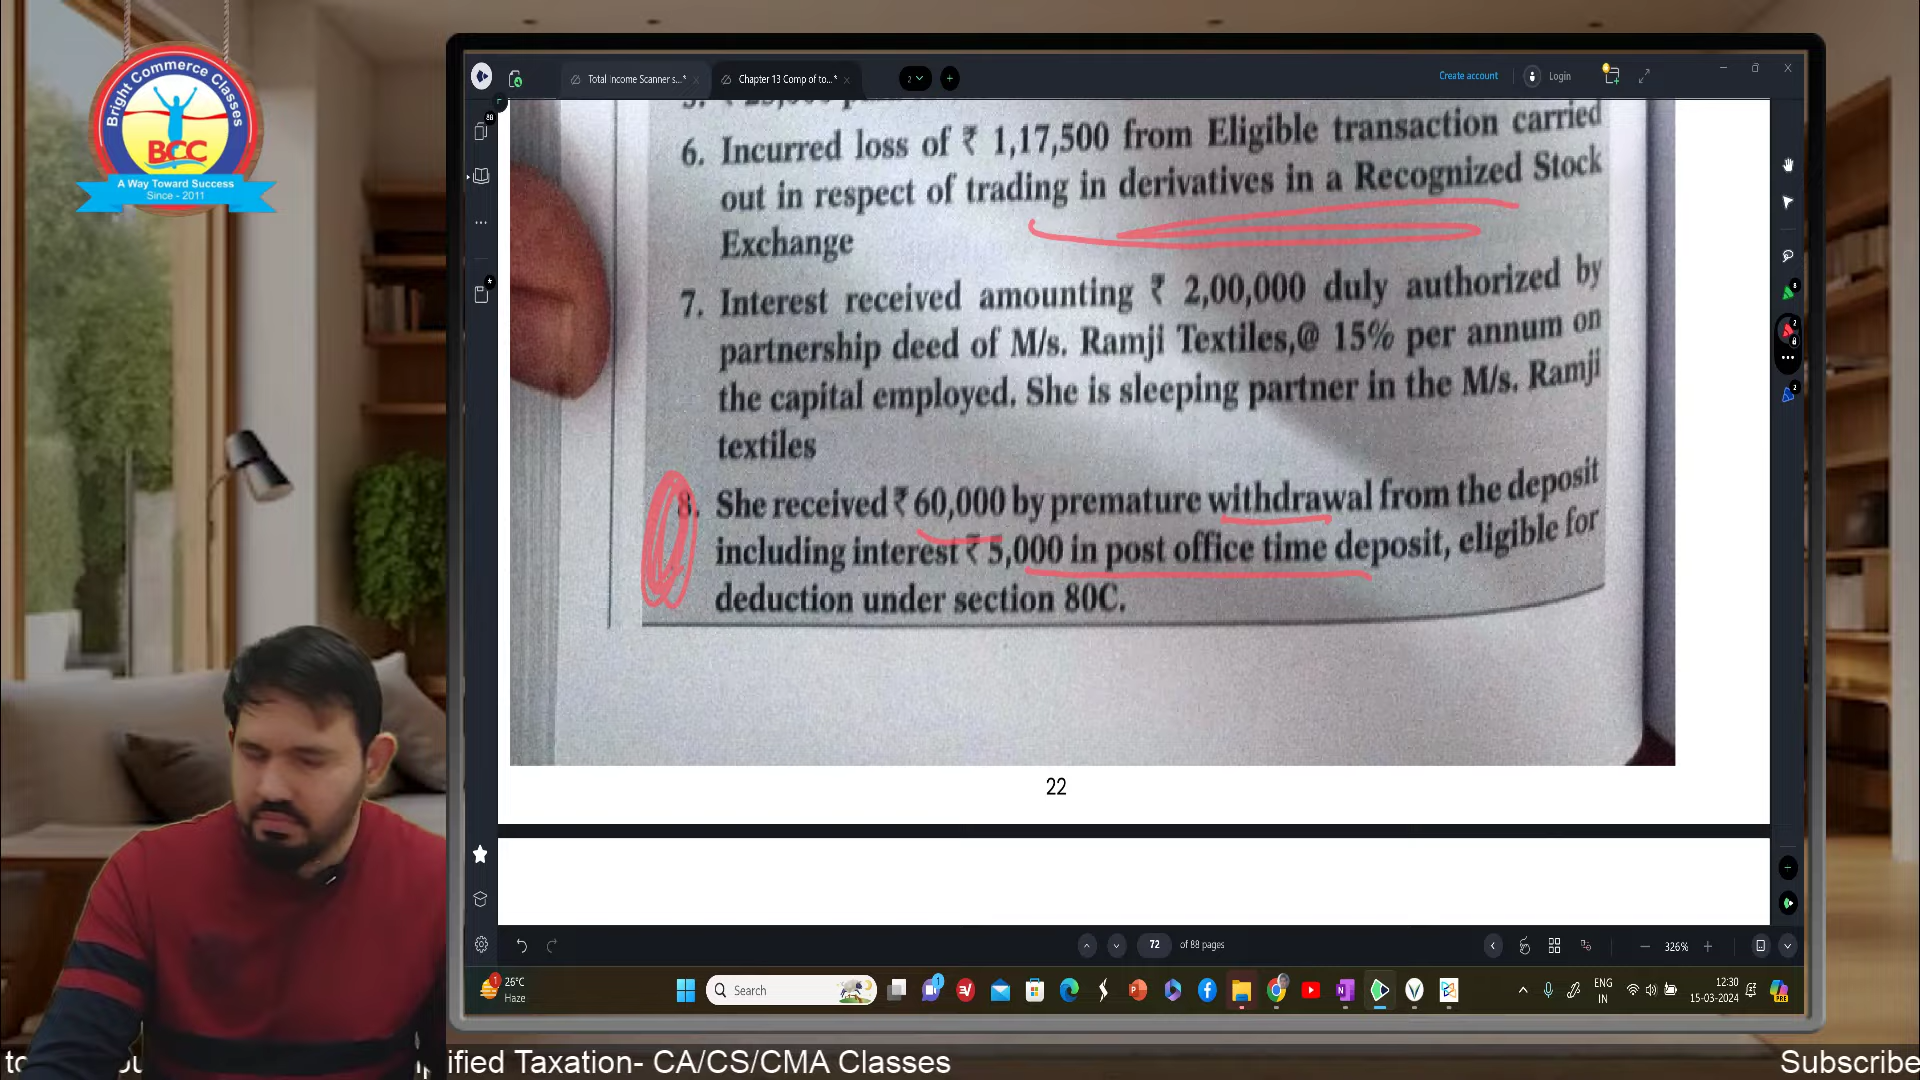 Bright Commerce Classes
BCC
A Way Toward Success
Since - 2011
Total Income Scanner s...*
Chapter 13 Comp of to... *
2
Create account
Login
88
6. Incurred loss of ₹ 1,17,500 from Eligible transaction carried
out in respect of trading in derivatives in a Recognized Stock
Exchange
7. Interest received amounting ₹ 2,00,000 duly authorized by
partnership deed of M/s. Ramji Textiles,@ 15% per annum on
the capital employed. She is sleeping partner in the M/s. Ramji
textiles
8. She received ₹ 60,000 by premature withdrawal from the deposit
including interest ₹ 5,000 in post office time deposit, eligible for
deduction under section 80C.
22
72 of 88 pages
326%
26°C
Haze
Search
ENG
IN
12:30
15-03-2024
ified Taxation- CA/CS/CMA Classes
Subscribe